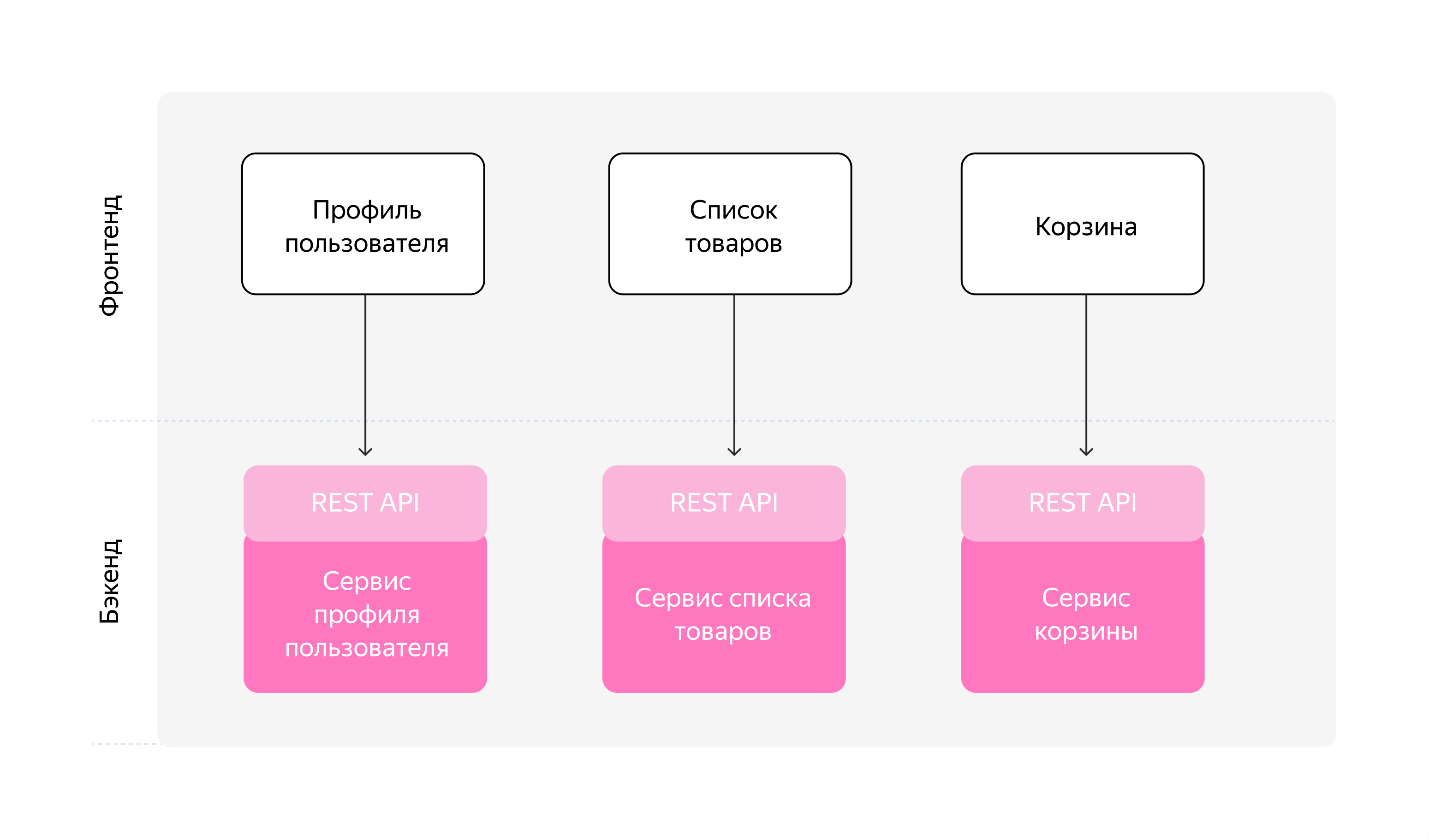 Фронтенд
Профиль
пользователя
Список
товаров
Корзина
Бэкенд
REST API
Сервис
профиля
пользователя
REST API
Сервис списка
товаров
REST API
Сервис
корзины